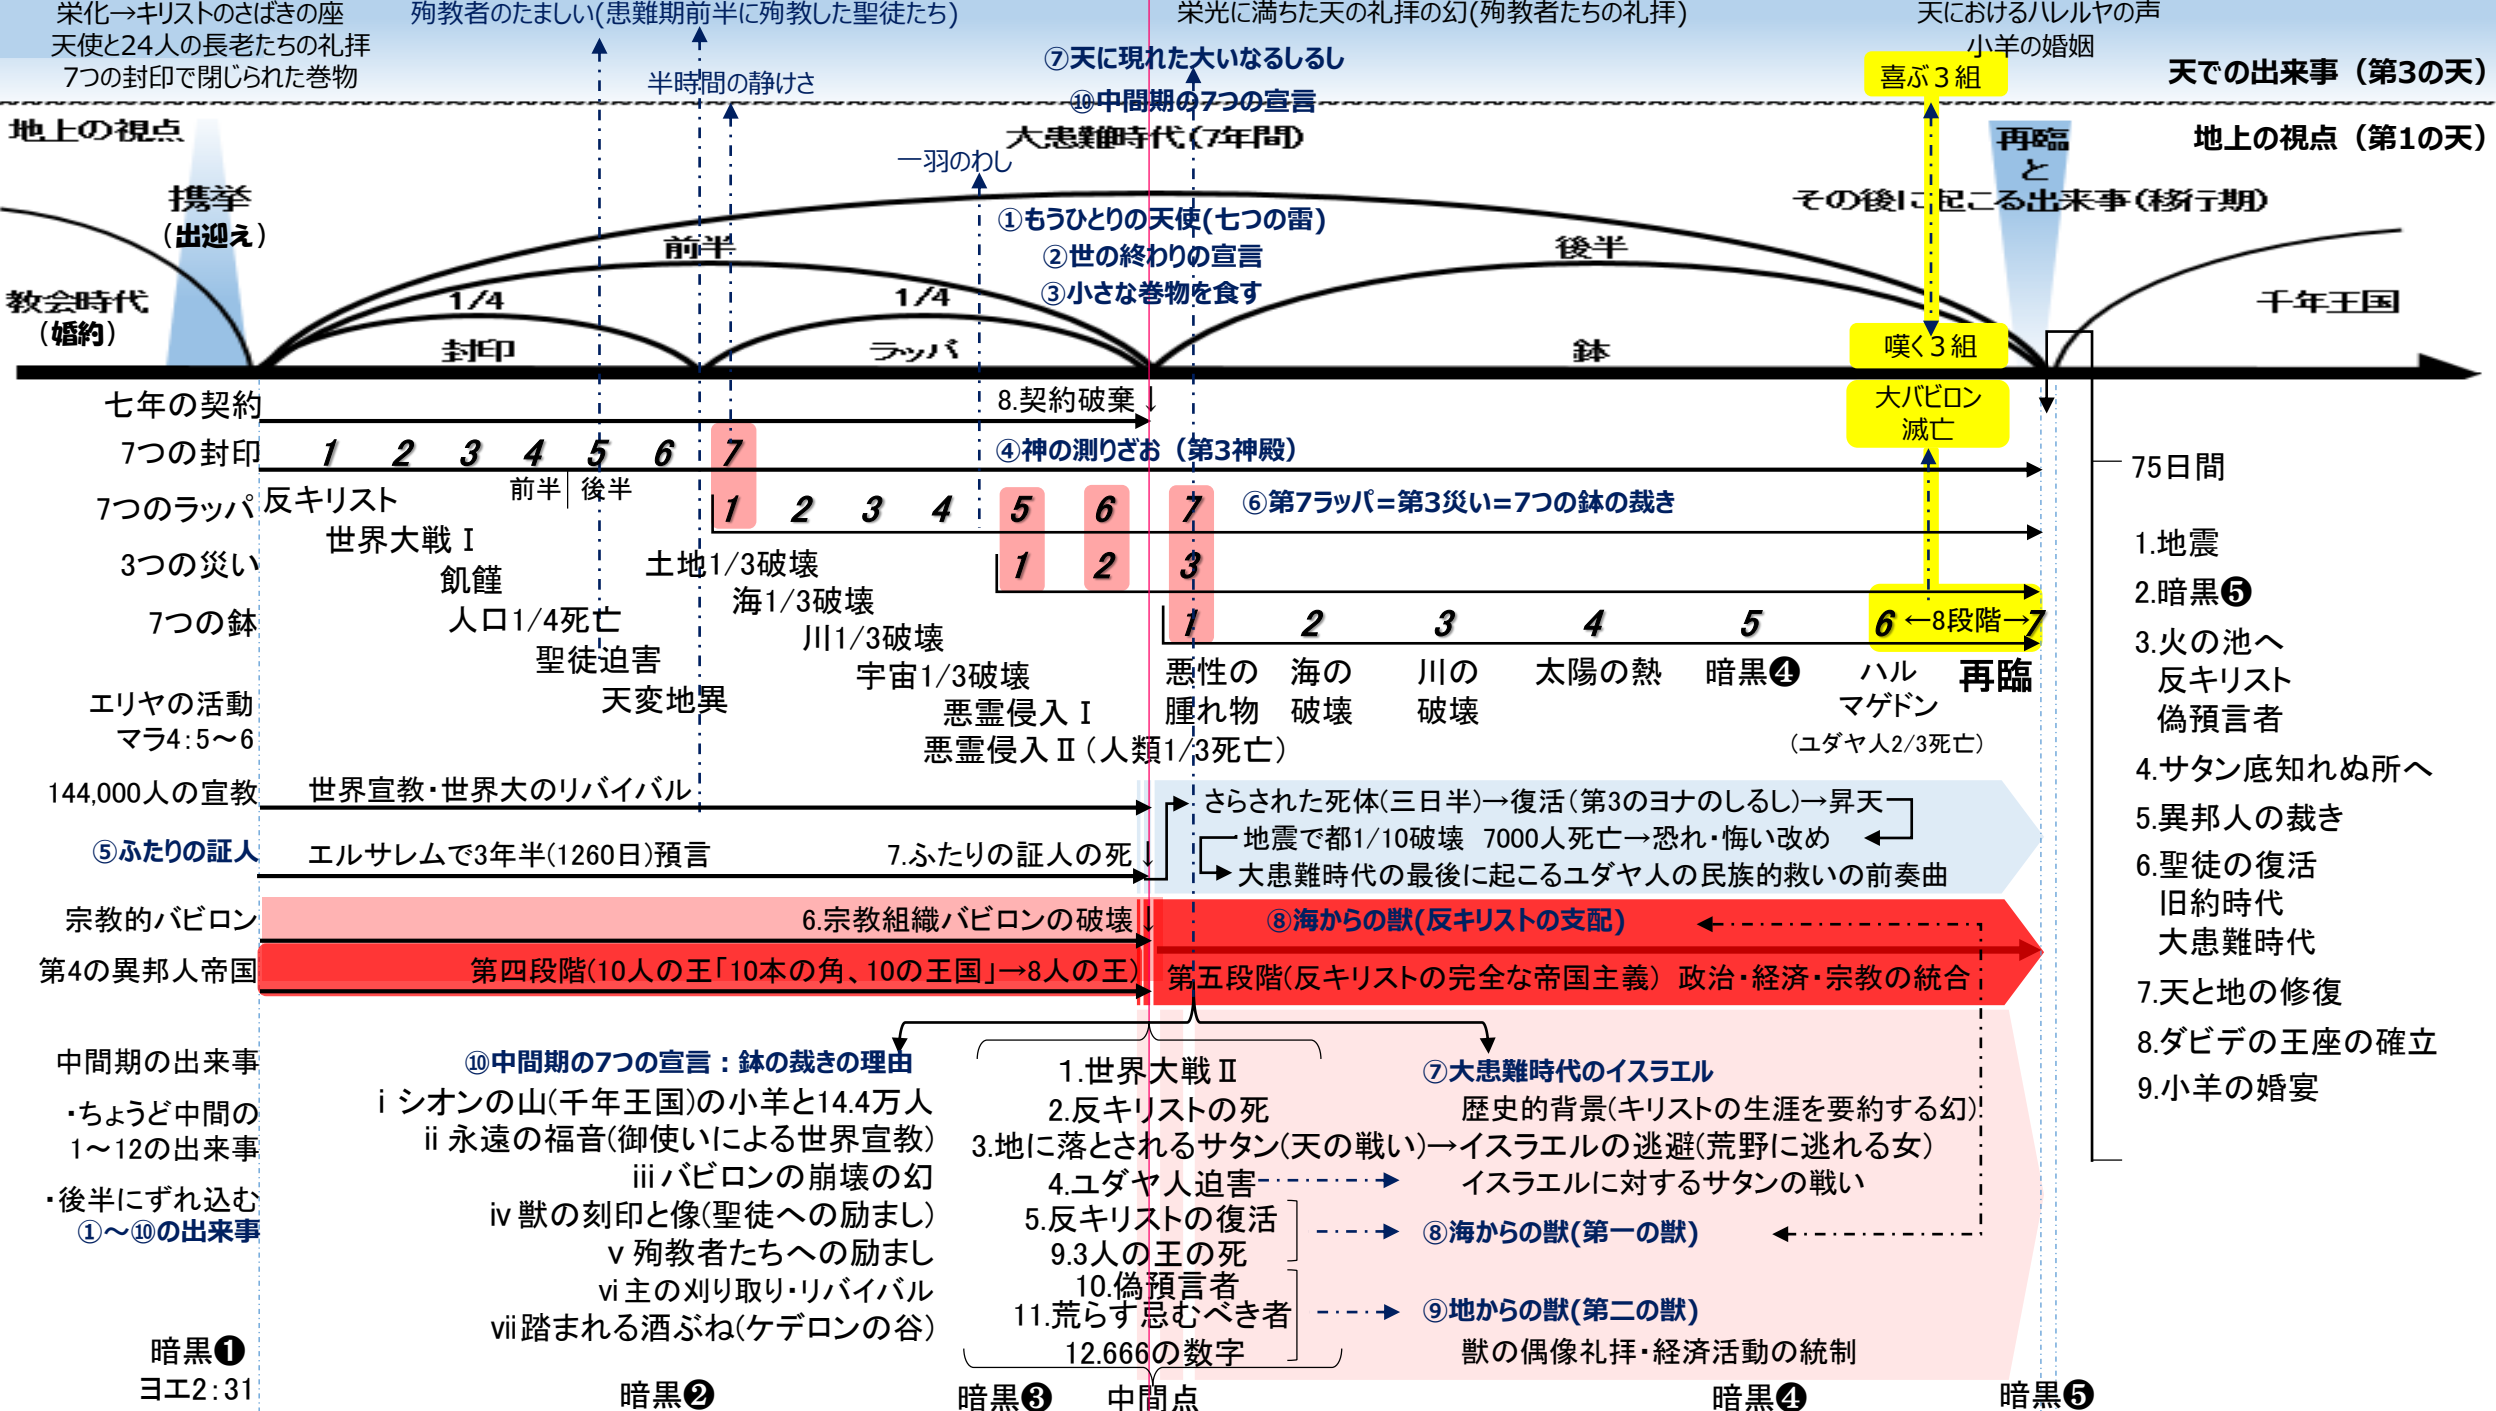 栄化→キリストのさばきの座
天使と24人の長老たちの礼拝
7つの封印で閉じられた巻物
殉教者のたましい(患難期前半に殉教した聖徒たち)
半時間の静けさ
栄光に満ちた天の礼拝の幻(殉教者たちの礼拝)
⑦天に現れた大いなるしるし
⑩中間期の7つの宣言
天におけるハレルヤの声
小羊の婚姻
喜ぶ３組
天での出来事（第3の天）
地上の視点
大患難時代(7年間)
地上の視点（第1の天）
一羽のわし
携挙
（出迎え）
再臨
と
その後に起こる出来事(移行期)
①もうひとりの天使(七つの雷)
②世の終わりの宣言
③小さな巻物を食す
前半
後半
教会時代
（婚約）
1/4
1/4
千年王国
封印
ラッパ
鉢
嘆く３組
七年の契約
8.契約破棄↓
大バビロン
滅亡
7つの封印
1 2 3 4 5 6 7
④神の測りざお（第3神殿）
前半 後半
75日間
7つのラッパ
反キリスト
1 2 3 4 5 6 7
⑥第7ラッパ=第3災い=7つの鉢の裁き
世界大戦Ⅰ
3つの災い
飢饉
土地1/3破壊
1 2 3
海1/3破壊
7つの鉢
人口1/4死亡
川1/3破壊
1 2 3 4 5 6 ←8段階→7
聖徒迫害
宇宙1/3破壊
天変地異
悪霊侵入Ⅰ
悪霊侵入Ⅱ（人類1/3死亡）
悪性の
腫れ物
海の
破壊
川の
破壊
太陽の熱
暗黒❹
ハル
マゲドン
（ユダヤ人2/3死亡）
再臨
エリヤの活動
マラ4：5～6
1.地震
2.暗黒❺
3.火の池へ
反キリスト
偽預言者
4.サタン底知れぬ所へ
5.異邦人の裁き
6.聖徒の復活
旧約時代
大患難時代
7.天と地の修復
8.ダビデの王座の確立
9.小羊の婚宴
144,000人の宣教
世界宣教・世界大のリバイバル
さらされた死体(三日半)→復活（第3のヨナのしるし)→昇天
地震で都1/10破壊 7000人死亡→恐れ・悔い改め
大患難時代の最後に起こるユダヤ人の民族的救いの前奏曲
⑤ふたりの証人
エルサレムで3年半(1260日)預言
7.ふたりの証人の死↓
宗教的バビロン
6.宗教組織バビロンの破壊↓
⑧海からの獣(反キリストの支配)
第4の異邦人帝国
第四段階(10人の王「10本の角、10の王国」→8人の王)
第五段階(反キリストの完全な帝国主義） 政治・経済・宗教の統合
中間期の出来事
・ちょうど中間の
1～12の出来事
・後半にずれ込む
①～⑩の出来事
⑩中間期の7つの宣言：鉢の裁きの理由
ⅰ シオンの山(千年王国)の小羊と14.4万人
ⅱ 永遠の福音(御使いによる世界宣教)
ⅲ バビロンの崩壊の幻
ⅳ 獣の刻印と像(聖徒への励まし)
ⅴ 殉教者たちへの励まし
ⅵ 主の刈り取り・リバイバル
ⅶ 踏まれる酒ぶね(ケデロンの谷)
1.世界大戦Ⅱ
2.反キリストの死
3.地に落とされるサタン(天の戦い)→イスラエルの逃避(荒野に逃れる女)
4.ユダヤ人迫害
5.反キリストの復活
9.3人の王の死
10.偽預言者
11.荒らす忌むべき者
12.666の数字
⑦大患難時代のイスラエル
歴史的背景(キリストの生涯を要約する幻)
イスラエルに対するサタンの戦い
⑧海からの獣(第一の獣)
⑨地からの獣(第二の獣)
獣の偶像礼拝・経済活動の統制
暗黒❶
ヨエ2：31
暗黒❷
暗黒❸
中間点
暗黒❹
暗黒❺